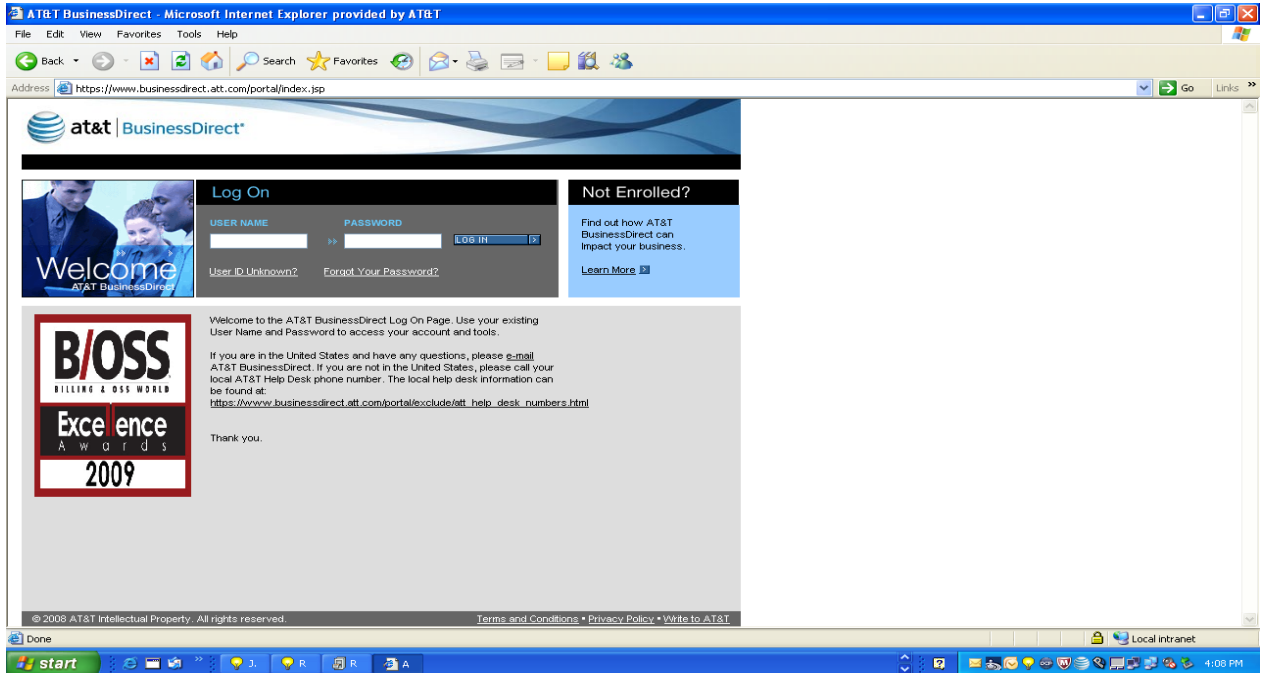 AT&T BusinessDirect - Microsoft Internet Explorer provided by AT&T
File Edit View Favorites Tools Help
Back Search Favorites
Address https://www.businessdirect.att.com/portal/index.jsp Go Links »
at&t BusinessDirect
Welcome
AT&T BusinessDirect
Log On
USER NAME PASSWORD
LOG IN
User ID Unknown? Forgot Your Password?
Not Enrolled?
Find out how AT&T
BusinessDirect can
Impact your business.
Learn More
B/OSS
BILLING & OSS WORLD
Excellence
Awards
2009
Welcome to the AT&T BusinessDirect Log On Page. Use your existing
User Name and Password to access your account and tools.
If you are in the United States and have any questions, please e-mail
AT&T BusinessDirect. If you are not in the United States, please call your
local AT&T Help Desk phone number. The local help desk information can
be found at:
https://www.businessdirect.att.com/portal/exclude/att_help_desk_numbers.html
Thank you.
© 2008 AT&T Intellectual Property. All rights reserved. Terms and Conditions • Privacy Policy • Write to AT&T
Done Local intranet
start » J. R R A 4:08 PM